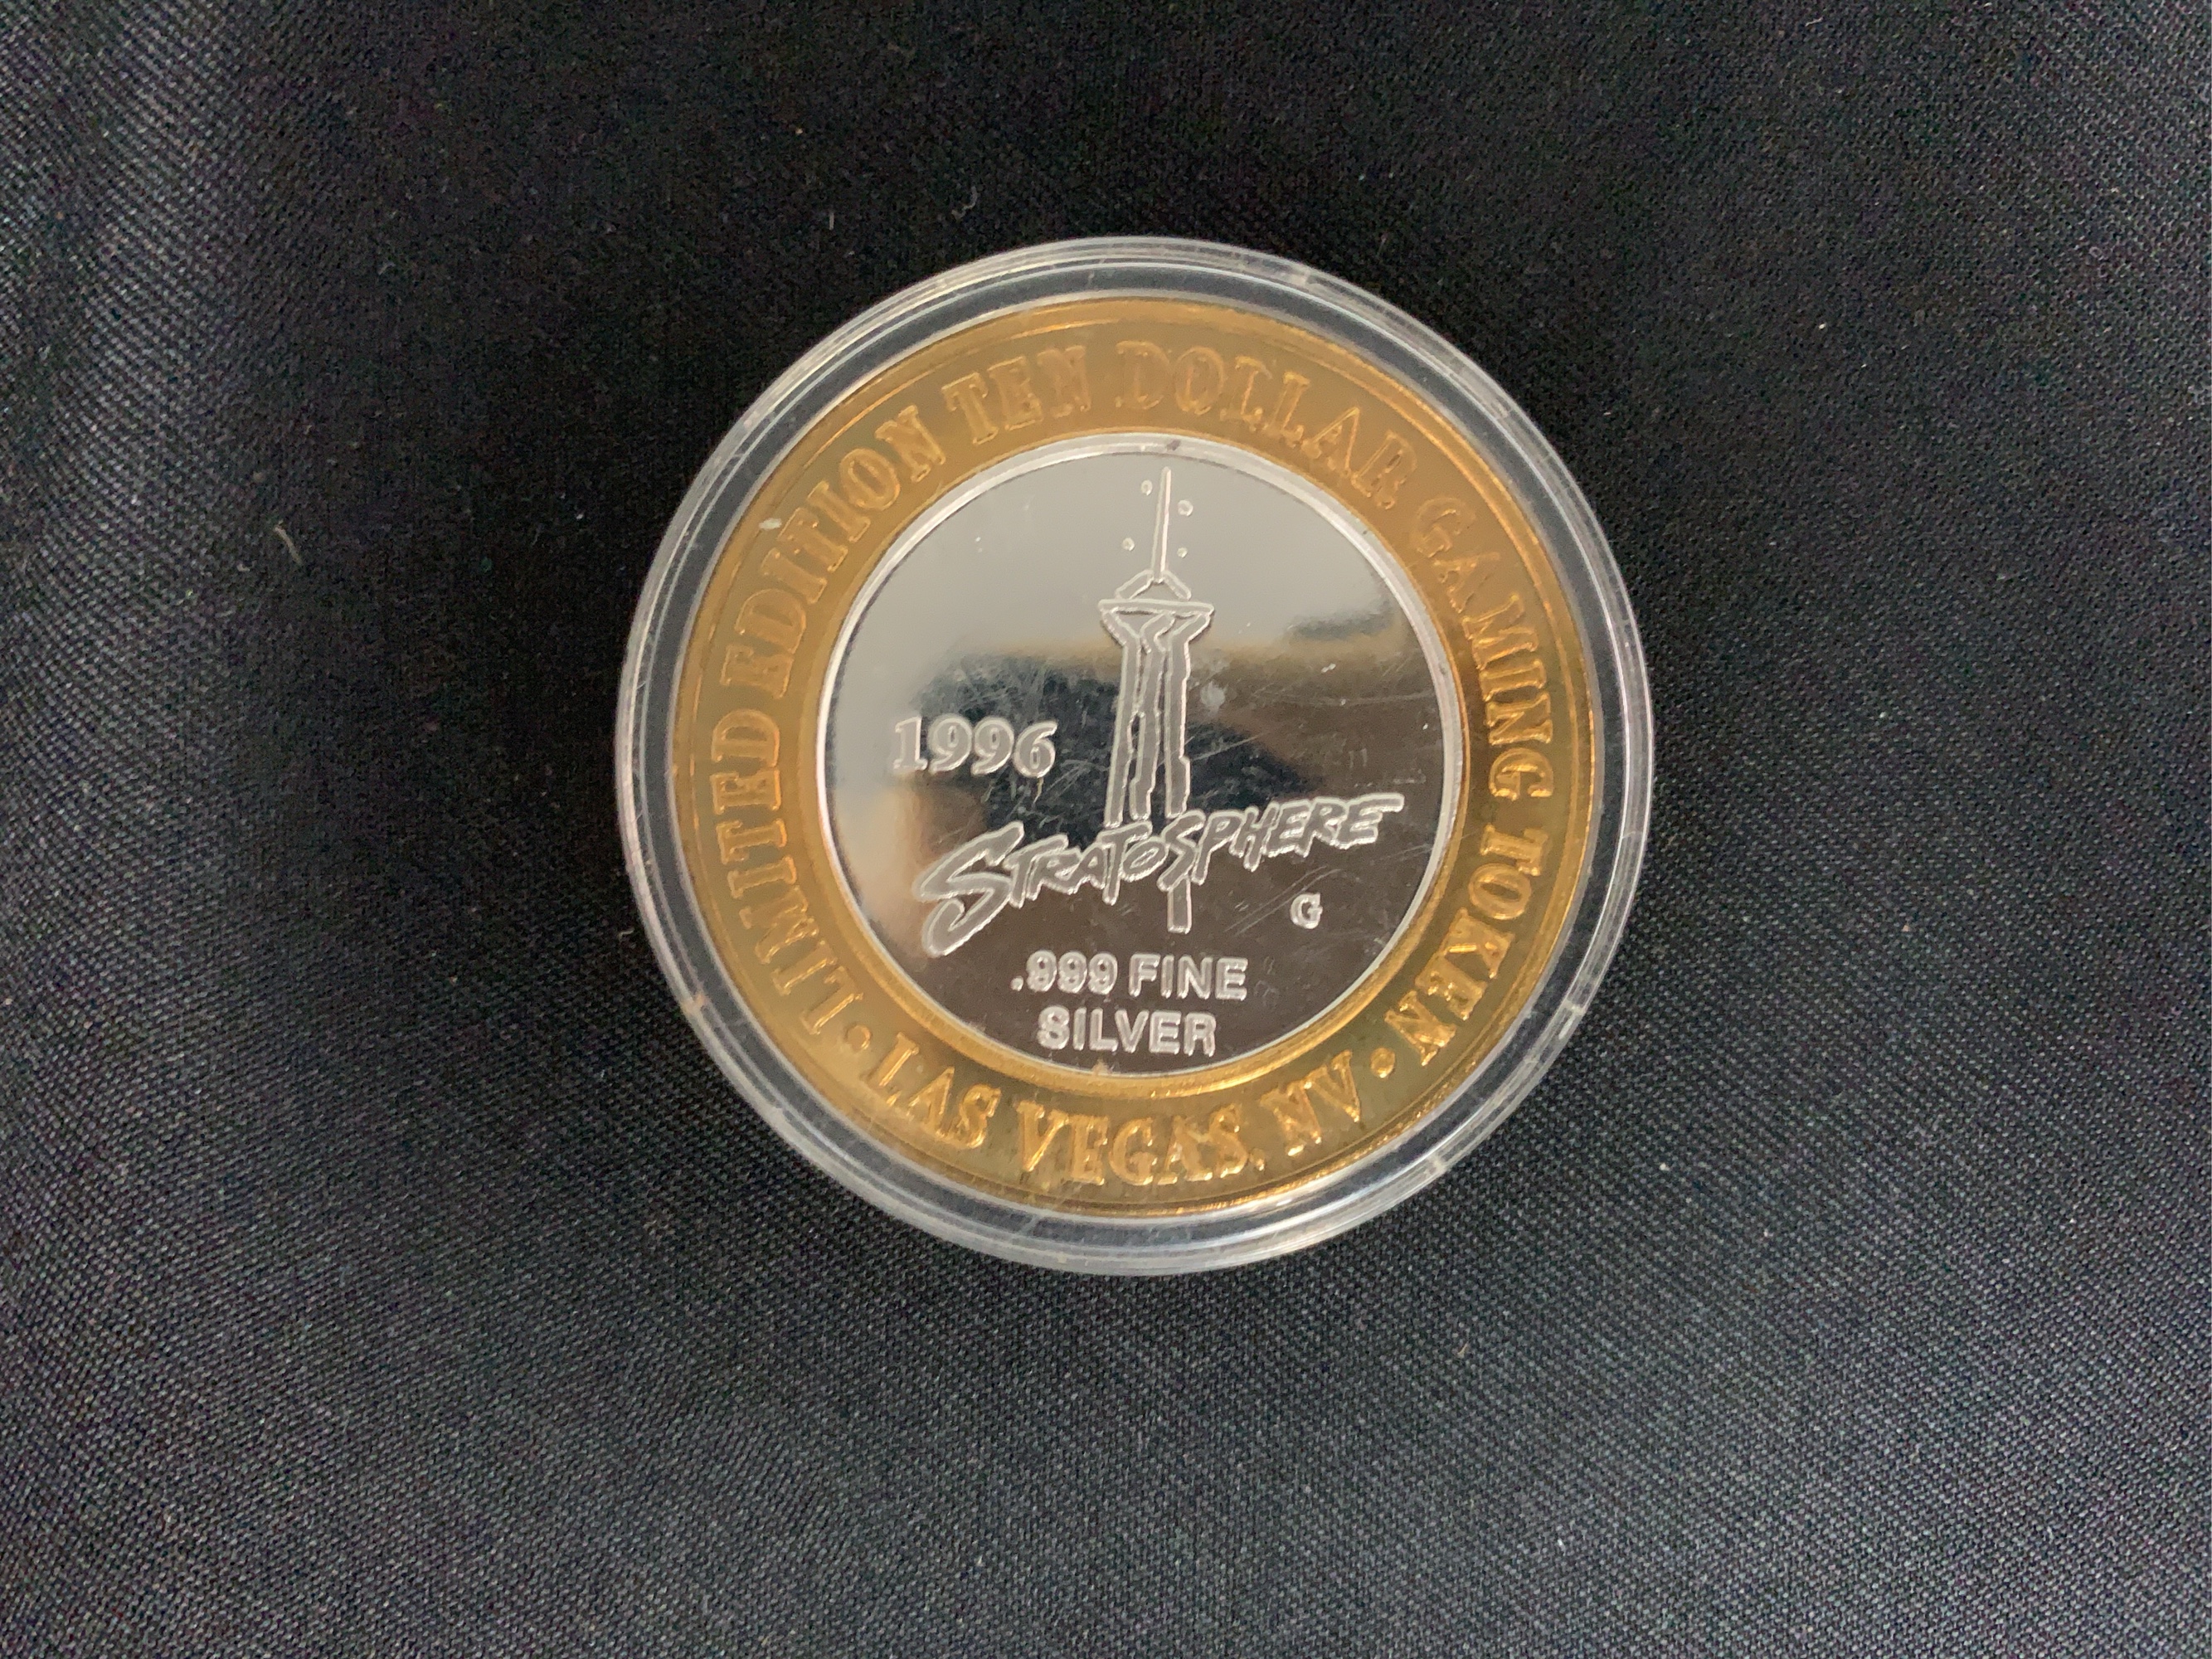 LIMITED EDITION TEN DOLLAR GAMING TOKEN
1996
STRATOSPHERE
G
.999 FINE
SILVER
• LAS VEGAS, NV •